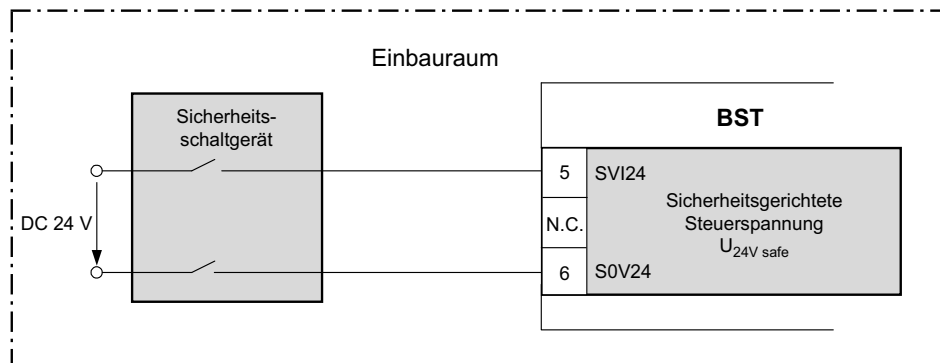 Einbauraum
Sicherheits-
schaltgerät
DC 24 V
BST
5
SVI24
N.C.
6
S0V24
Sicherheitsgerichtete
Steuerspannung
U24V safe